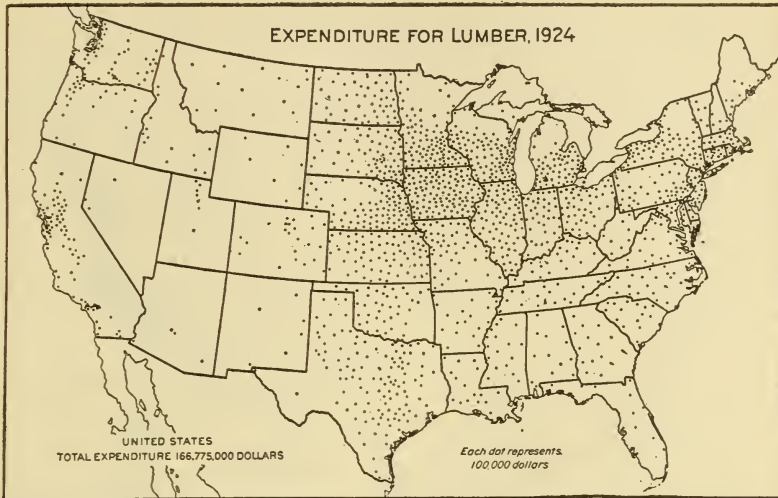 EXPENDITURE FOR LUMBER, 1924
UNITED STATES
TOTAL EXPENDITURE 166,775,000 DOLLARS
Each dot represents
100,000 dollars